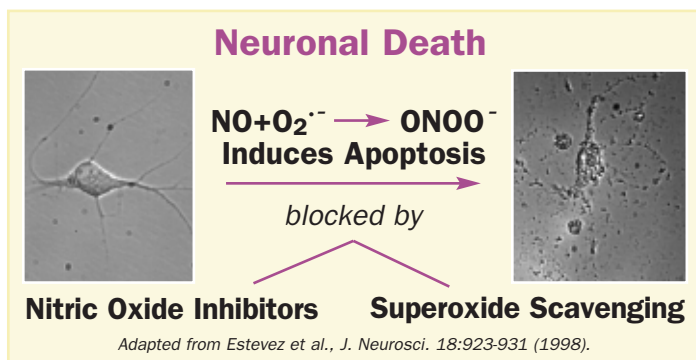 Neuronal Death
NO+O₂·⁻ → ONOO⁻
Induces Apoptosis
blocked by
Nitric Oxide Inhibitors Superoxide Scavenging
Adapted from Estevez et al., J. Neurosci. 18:923-931 (1998).